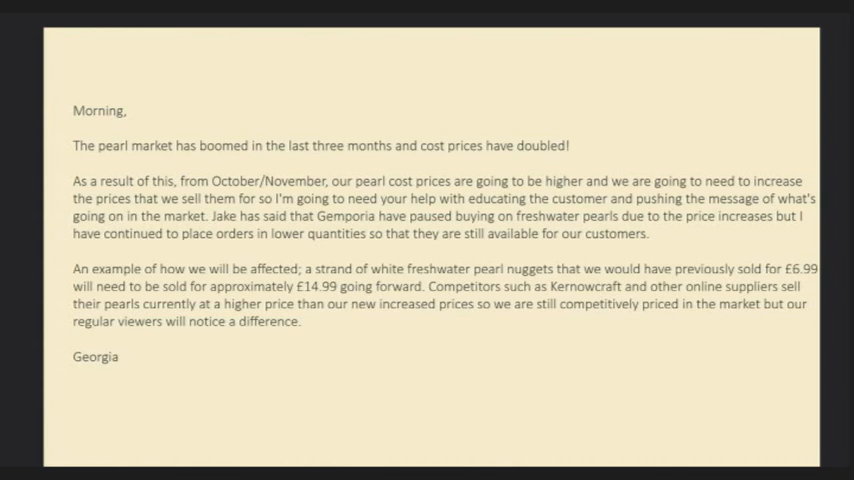 Morning,
The pearl market has boomed in the last three months and cost prices have doubled!
As a result of this, from October/November, our pearl cost prices are going to be higher and we are going to need to increase
the prices that we sell them for so I'm going to need your help with educating the customer and pushing the message of what's
going on in the market. Jake has said that Gemporia have paused buying on freshwater pearls due to the price increases but I
have continued to place orders in lower quantities so that they are still available for our customers.
An example of how we will be affected; a strand of white freshwater pearl nuggets that we would have previously sold for £6.99
will need to be sold for approximately £14.99 going forward. Competitors such as Kernowcraft and other online suppliers sell
their pearls currently at a higher price than our new increased prices so we are still competitively priced in the market but our
regular viewers will notice a difference.
Georgia